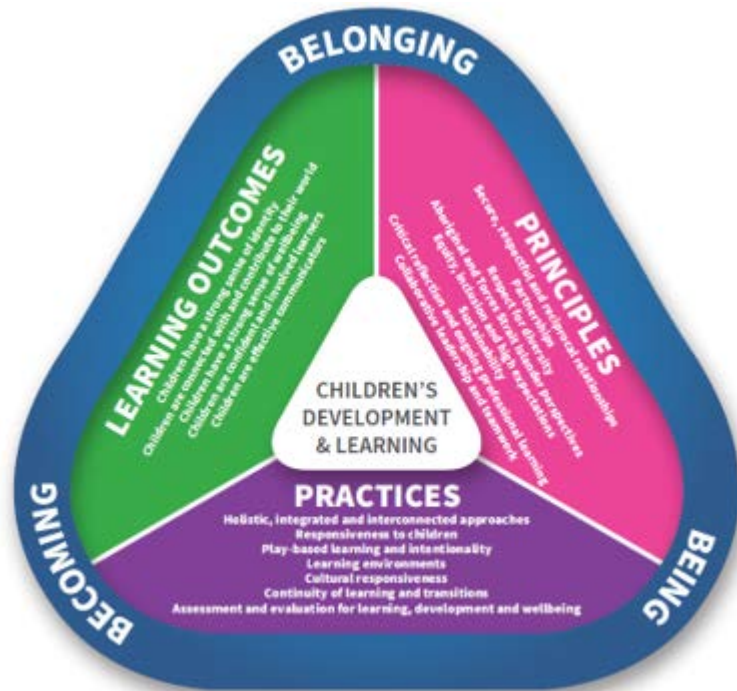 BELONGING
LEARNING OUTCOMES
Children have a strong sense of identity
Children are connected with and contribute to their world
Children have a strong sense of wellbeing
Children are confident and involved learners
Children are effective communicators
PRINCIPLES
Secure, respectful and reciprocal relationships
Partnerships
Respect for diversity
Aboriginal and Torres Strait Islander perspectives
Equity, inclusion and high expectations
Sustainability
Critical reflection and ongoing professional learning
Collaborative leadership and teamwork
CHILDREN'S
DEVELOPMENT
& LEARNING
PRACTICES
Holistic, integrated and interconnected approaches
Responsiveness to children
Play-based learning and intentionality
Learning environments
Cultural responsiveness
Continuity of learning and transitions
Assessment and evaluation for learning, development and wellbeing
BECOMING
BEING